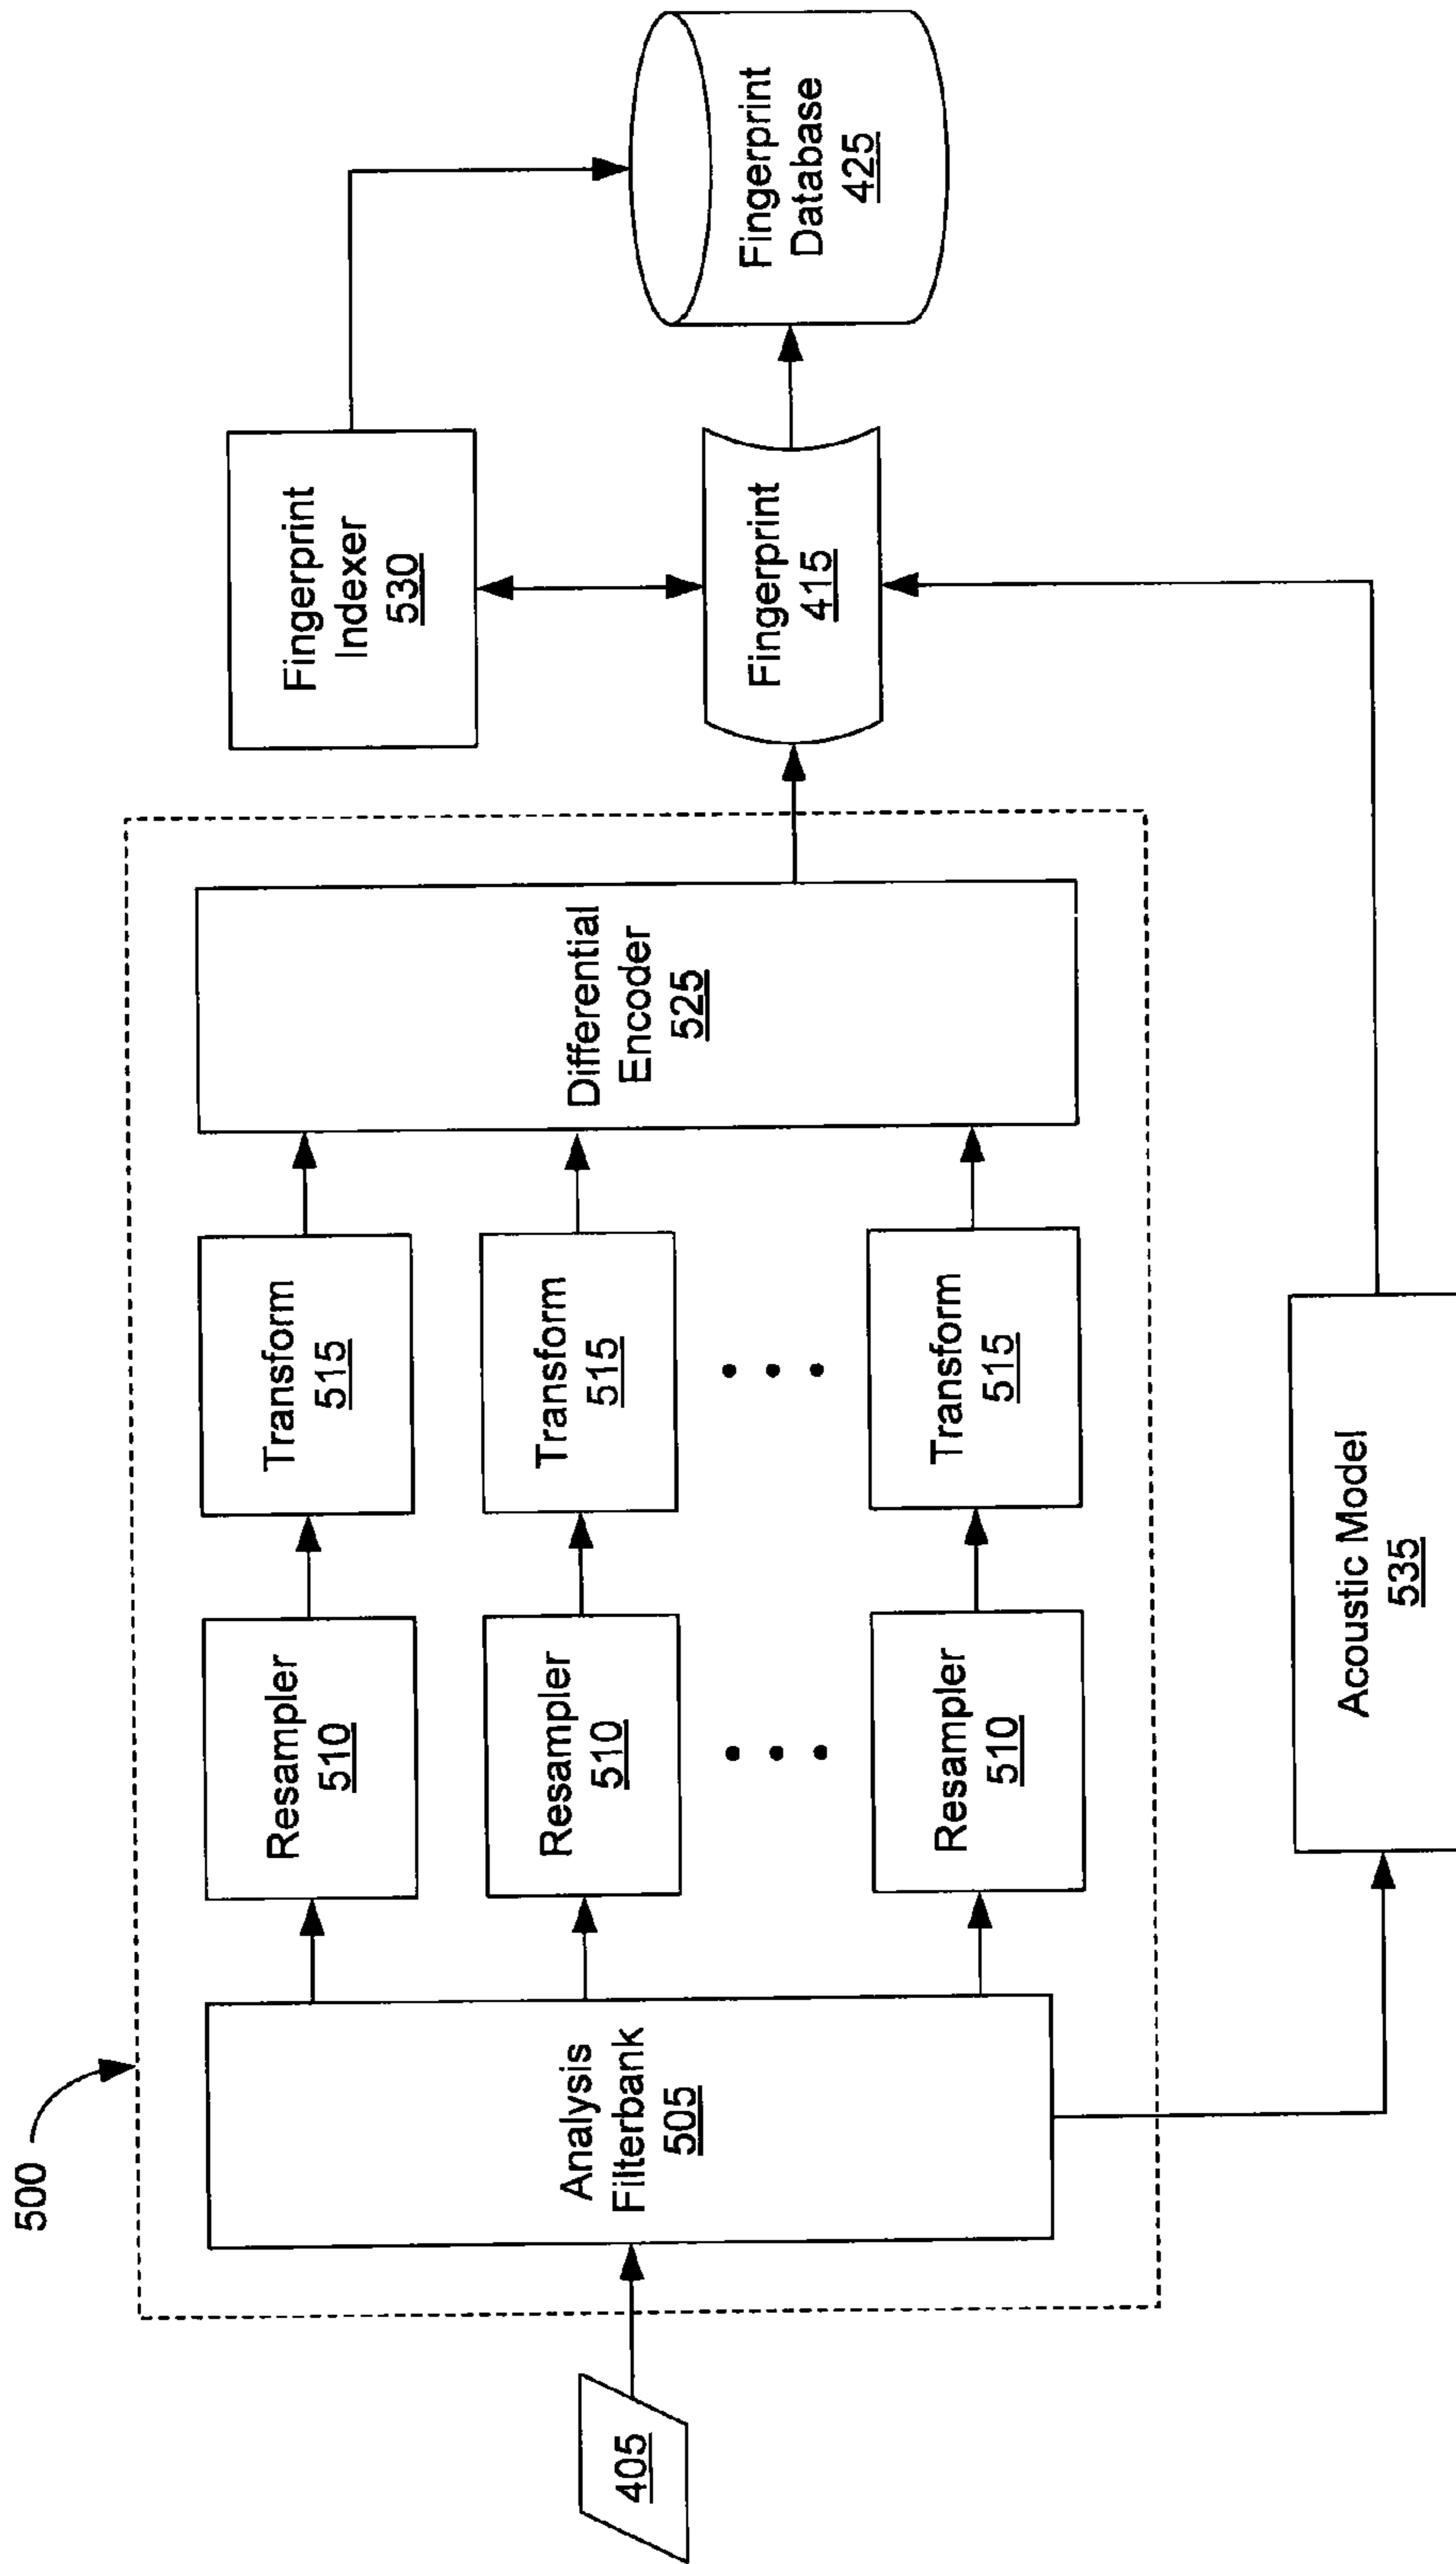 500
405
Analysis
Filterbank
505
Resampler
510
Resampler
510
Resampler
510
Transform
515
Transform
515
Transform
515
Differential
Encoder
525
Fingerprint
Indexer
530
Fingerprint
415
Fingerprint
Database
425
Acoustic Model
535